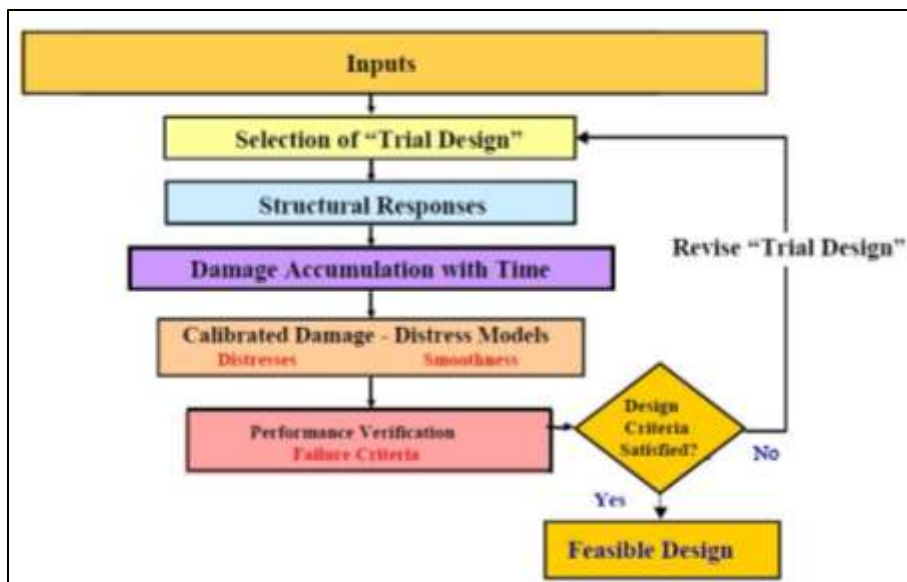 Inputs
Selection of “Trial Design”
Structural Responses
Revise “Trial Design”
Damage Accumulation with Time
Calibrated Damage - Distress Models
Distresses Smoothness
Performance Verification
Failure Criteria
Design
Criteria
Satisfied?
No
Yes
Feasible Design